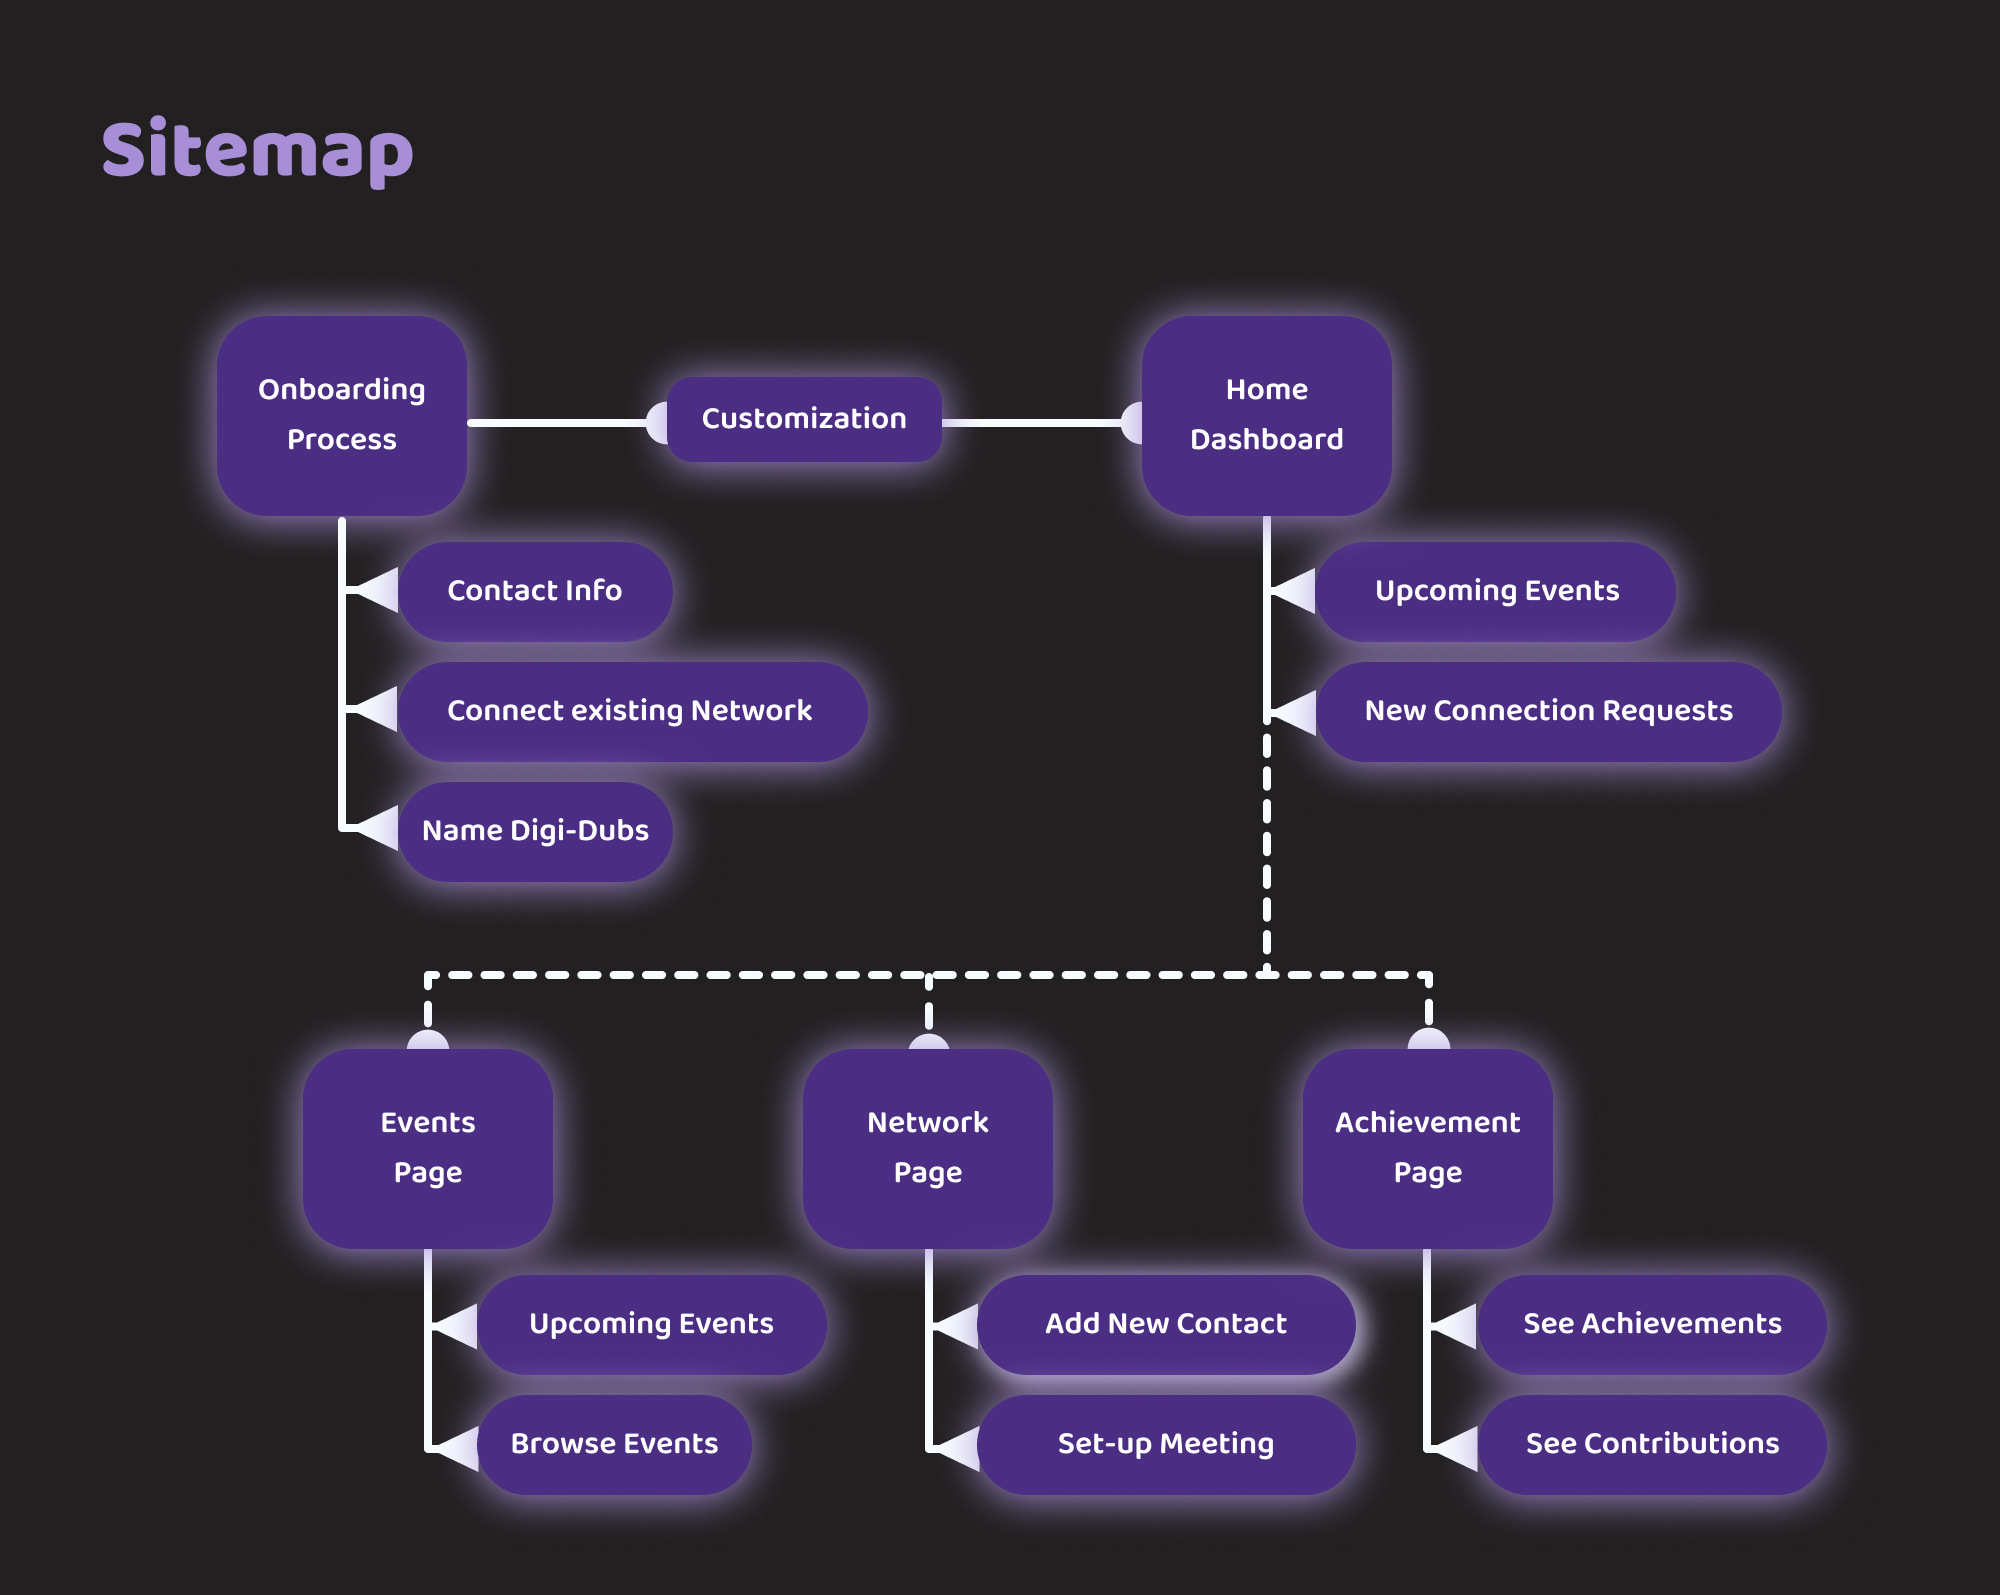 Sitemap
Onboarding
Process
Customization
Home
Dashboard
Contact Info
Connect existing Network
Name Digi-Dubs
Upcoming Events
New Connection Requests
Events
Page
Network
Page
Achievement
Page
Upcoming Events
Browse Events
Add New Contact
Set-up Meeting
See Achievements
See Contributions